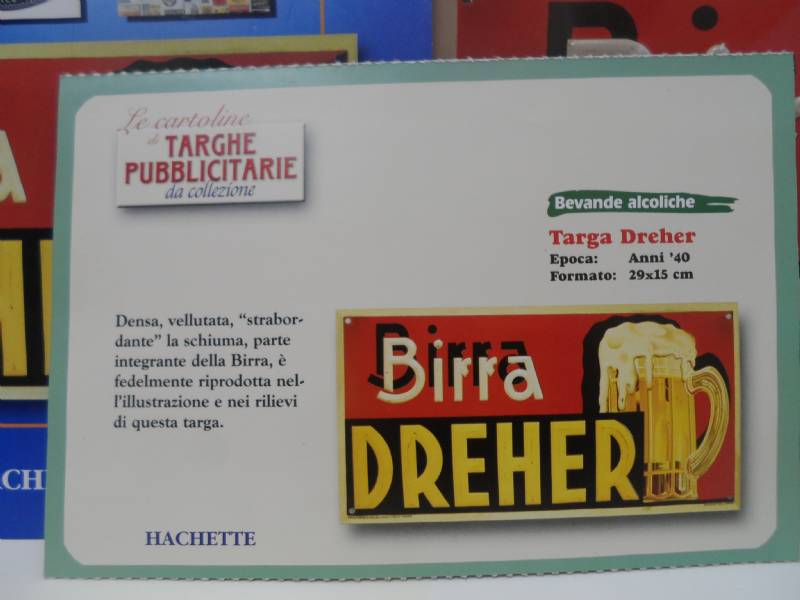 Le cartoline
di TARGHE
PUBBLICITARIE
da collezione
Bevande alcoliche
Targa Dreher
Epoca: Anni '40
Formato: 29x15 cm
Densa, vellutata, “strabor-
dante” la schiuma, parte
integrante della Birra, è
fedelmente riprodotta nel-
l'illustrazione e nei rilievi
di questa targa.
Birra
DREHER
HACHETTE